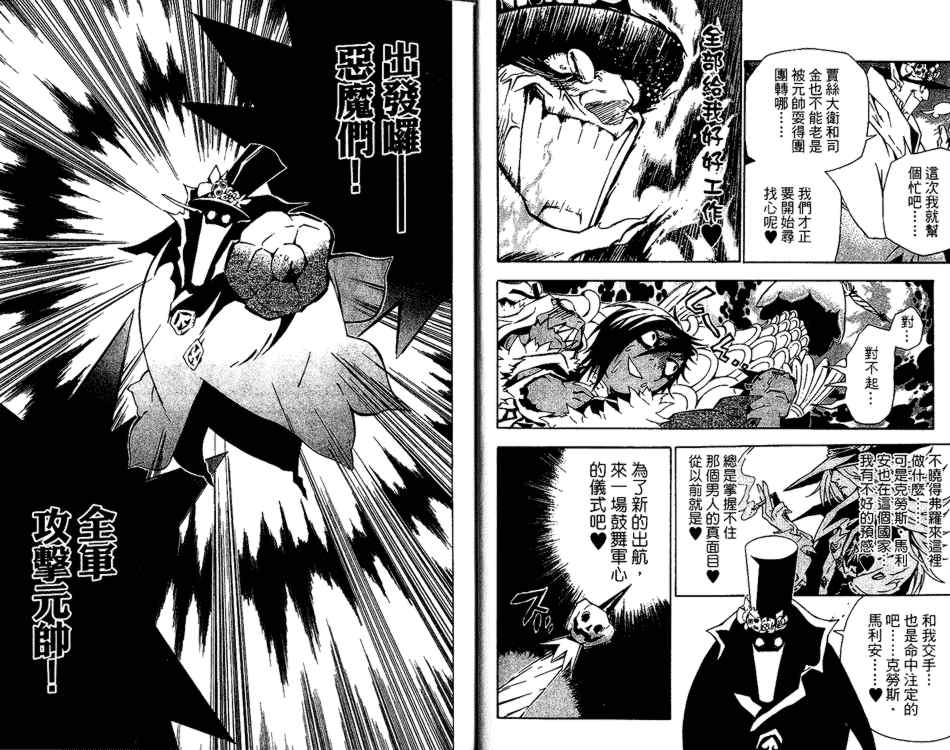 賈絲大衛和司
金也不能老是
被元帥耍得團
團轉哪……
這次我就幫
個忙吧……
我們才正
要開始尋
找心呢♥
全部給我好好工作♥
對…
對不起…
不曉得弗羅來這裡
做什麼……
可是克勞斯·馬利
安也在這個國家…
我有不好的預感♥
總是掌握不住
那個男人的真面目
從以前就是♥
和我交手…
也是命中注定的
吧……克勞斯·
馬利安……♥
為了新的出航，
來一場鼓舞軍心
的儀式吧♥
出發囉——
惡魔們！
全軍
攻擊元帥！